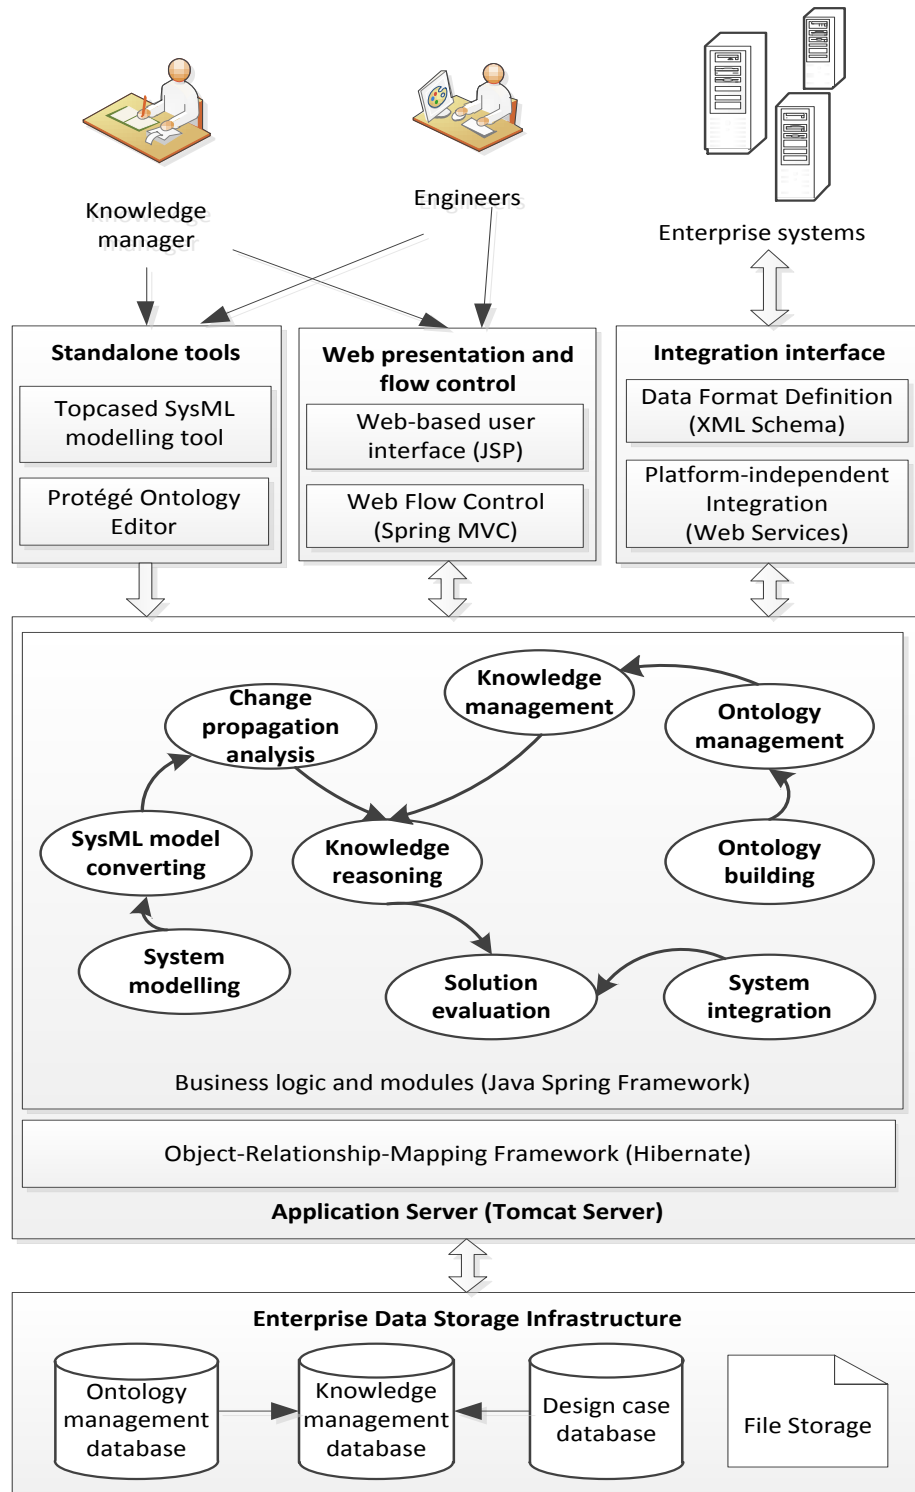 Knowledge
manager
Engineers
Enterprise systems
Standalone tools
Topcased SysML
modelling tool
Protégé Ontology
Editor
Web presentation and
flow control
Web-based user
interface (JSP)
Web Flow Control
(Spring MVC)
Integration interface
Data Format Definition
(XML Schema)
Platform-independent
Integration
(Web Services)
Change
propagation
analysis
Knowledge
management
Ontology
management
SysML model
converting
Knowledge
reasoning
Ontology
building
System
modelling
Solution
evaluation
System
integration
Business logic and modules (Java Spring Framework)
Object-Relationship-Mapping Framework (Hibernate)
Application Server (Tomcat Server)
Enterprise Data Storage Infrastructure
Ontology
management
database
Knowledge
management
database
Design case
database
File Storage